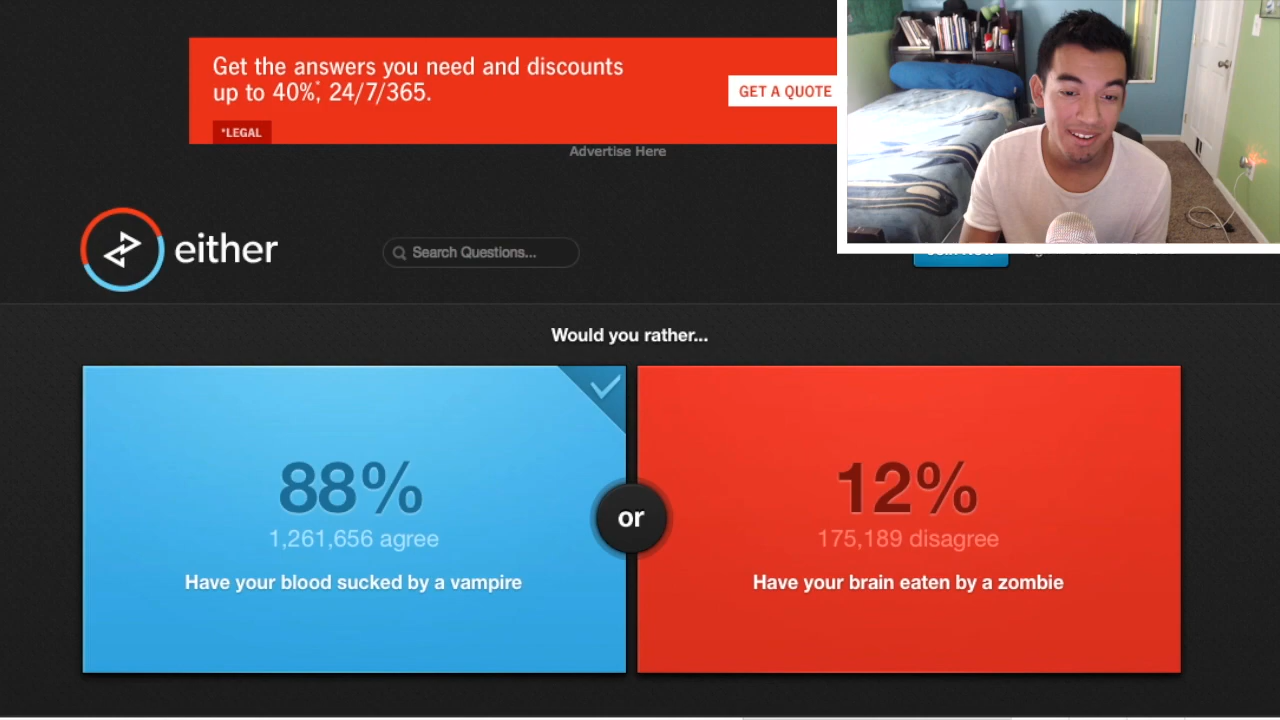 Get the answers you need and discounts
up to 40%,* 24/7/365.
GET A QUOTE
*LEGAL
Advertise Here
either
Search Questions...
Would you rather...
88%
1,261,656 agree
Have your blood sucked by a vampire
or
12%
175,189 disagree
Have your brain eaten by a zombie